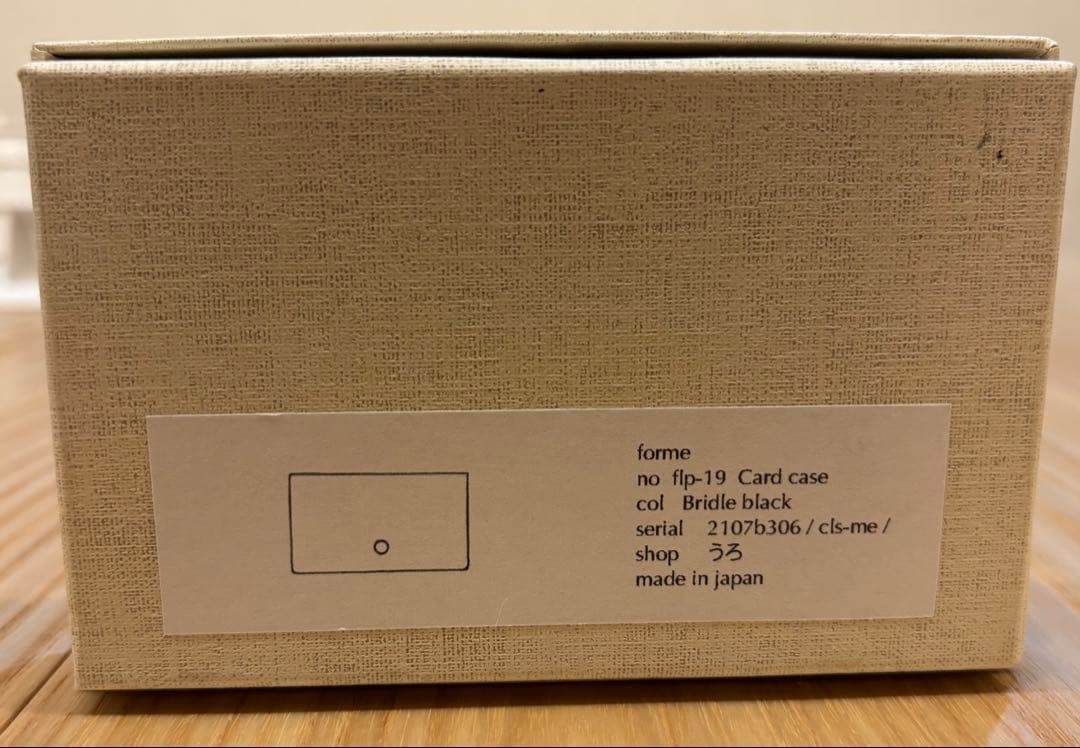 forme
no flp-19 Card case
col Bridle black
serial 2107b306 / cls-me /
shop うろ
made in japan